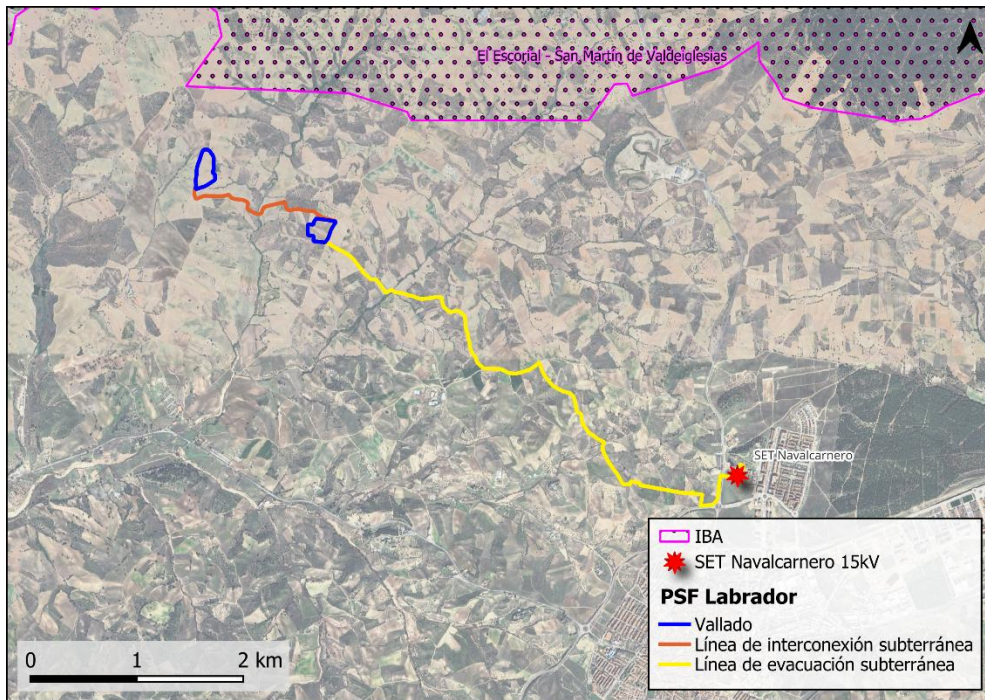 El Escorial - San Martín de Valdeiglesias
SET Navalcarnero
IBA
SET Navalcarnero 15kV
PSF Labrador
Vallado
Línea de interconexión subterránea
Línea de evacuación subterránea
0 1 2 km